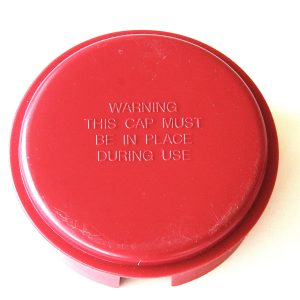 WARNING
THIS CAP MUST
BE IN PLACE
DURING USE